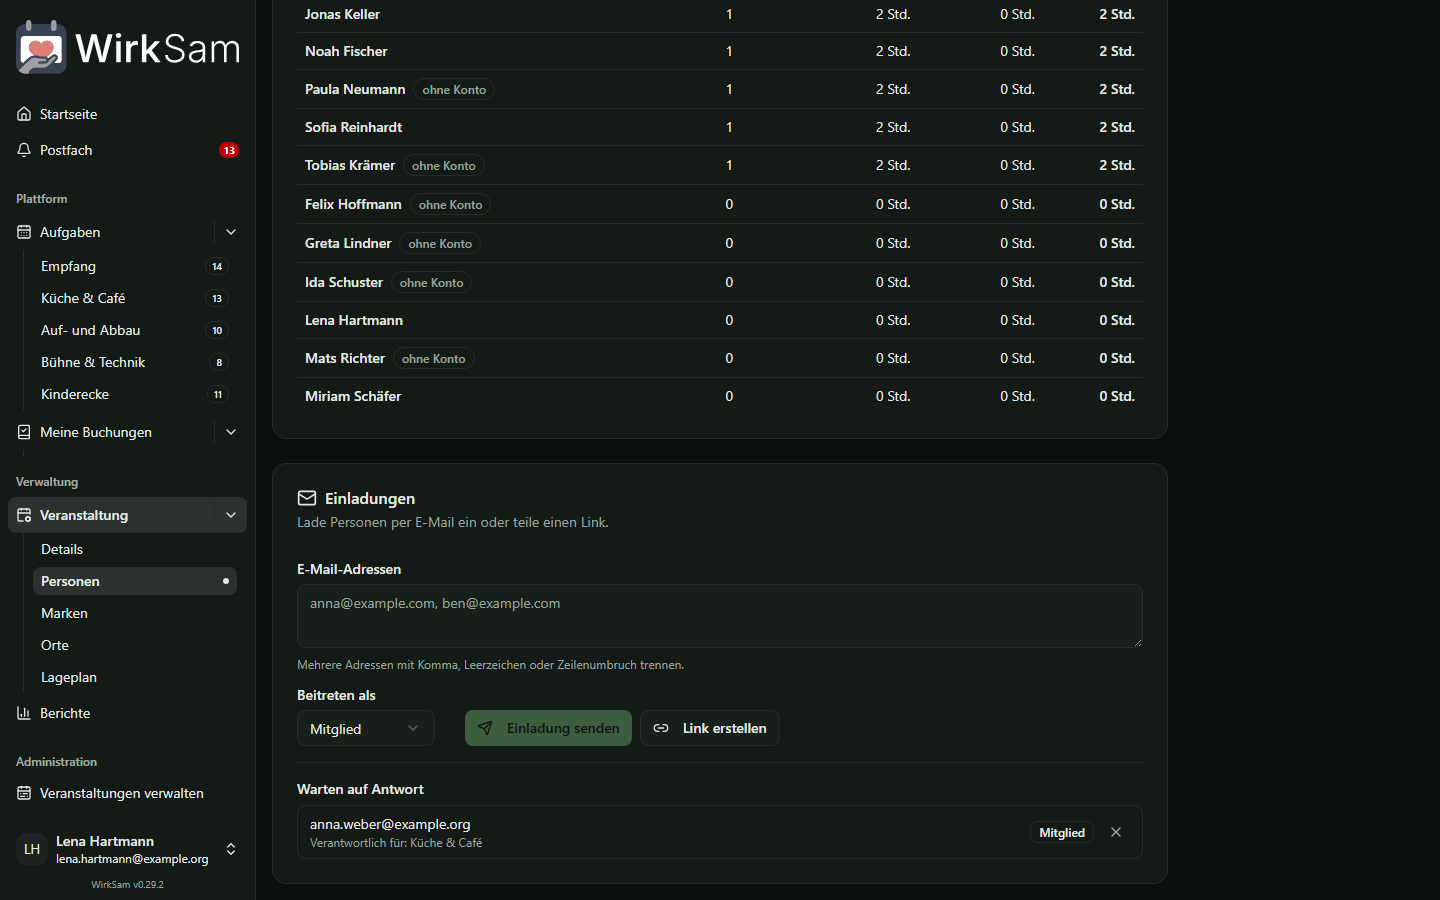 WirkSam
Startseite
Postfach 13
Plattform
Aufgaben
Empfang 14
Küche & Café 13
Auf- und Abbau 10
Bühne & Technik 8
Kinderecke 11
Meine Buchungen
Verwaltung
Veranstaltung
Details
Personen
Marken
Orte
Lageplan
Berichte
Administration
Veranstaltungen verwalten
LH Lena Hartmann
lena.hartmann@example.org
WirkSam v0.29.2
Jonas Keller 1 2 Std. 0 Std. 2 Std.
Noah Fischer 1 2 Std. 0 Std. 2 Std.
Paula Neumann ohne Konto 1 2 Std. 0 Std. 2 Std.
Sofia Reinhardt 1 2 Std. 0 Std. 2 Std.
Tobias Krämer ohne Konto 1 2 Std. 0 Std. 2 Std.
Felix Hoffmann ohne Konto 0 0 Std. 0 Std. 0 Std.
Greta Lindner ohne Konto 0 0 Std. 0 Std. 0 Std.
Ida Schuster ohne Konto 0 0 Std. 0 Std. 0 Std.
Lena Hartmann 0 0 Std. 0 Std. 0 Std.
Mats Richter ohne Konto 0 0 Std. 0 Std. 0 Std.
Miriam Schäfer 0 0 Std. 0 Std. 0 Std.
Einladungen
Lade Personen per E-Mail ein oder teile einen Link.
E-Mail-Adressen
anna@example.com, ben@example.com
Mehrere Adressen mit Komma, Leerzeichen oder Zeilenumbruch trennen.
Beitreten als
Mitglied Einladung senden Link erstellen
Warten auf Antwort
anna.weber@example.org
Verantwortlich für: Küche & Café
Mitglied